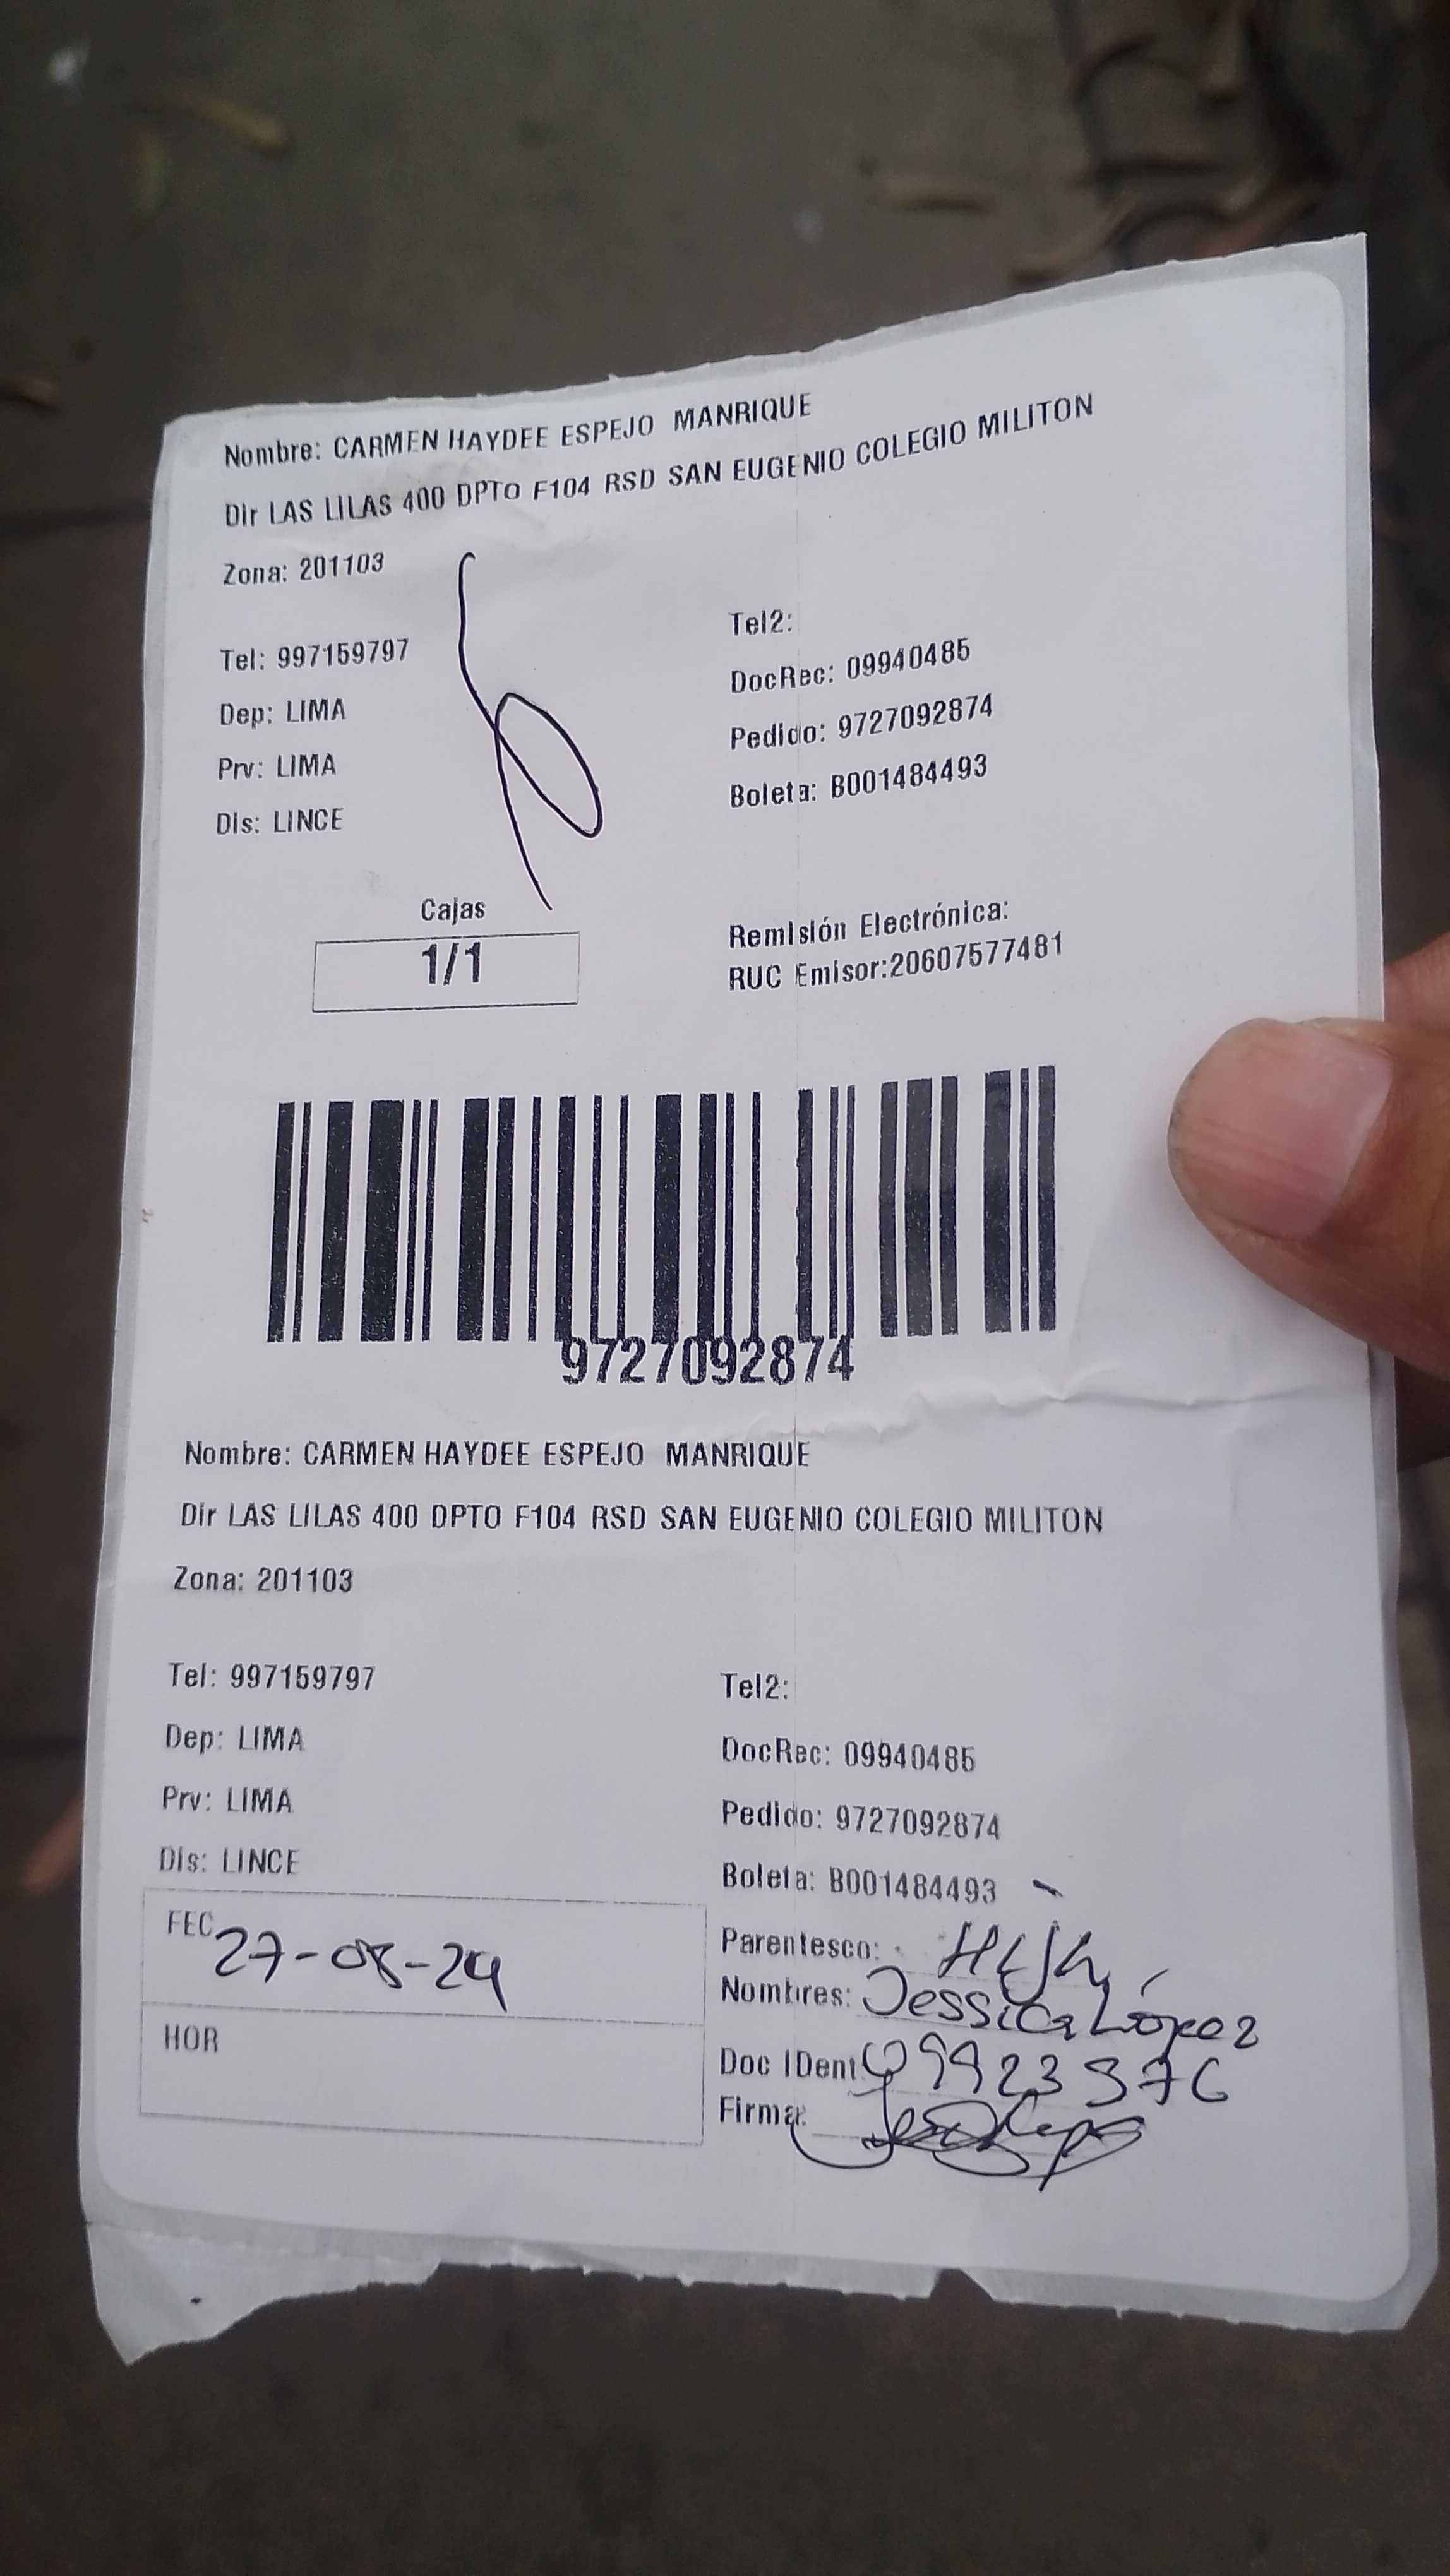 Nombre: CARMEN HAYDEE ESPEJO MANRIQUE
Dir LAS LILAS 400 DPTO F104 RSD SAN EUGENIO COLEGIO MILITON
Zona: 201103
Tel: 997159797
Tel2:
Dep: LIMA
DocRec: 09940485
Prv: LIMA
Pedido: 9727092874
Dis: LINCE
Boleta: B001484493
Cajas
1/1
Remisión Electrónica:
RUC Emisor:20607577481
9727092874
Nombre: CARMEN HAYDEE ESPEJO MANRIQUE
Dir LAS LILAS 400 DPTO F104 RSD SAN EUGENIO COLEGIO MILITON
Zona: 201103
Tel: 997159797
Tel2:
Dep: LIMA
DocRec: 09940485
Prv: LIMA
Pedido: 9727092874
Dis: LINCE
Boleta: B001484493
FEC 27-08-24
Parentesco:
Nombres: Jessica López
HOR
Doc IDent: 09923976
Firma: